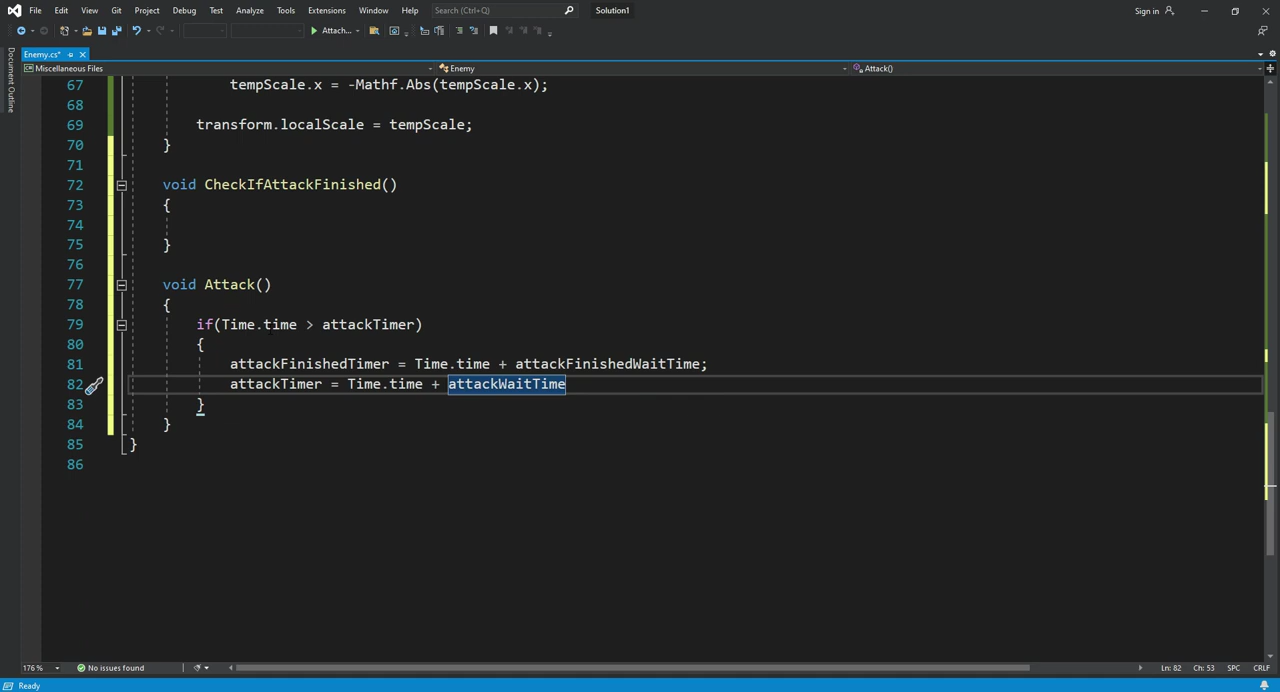 File Edit View Git Project Debug Test Analyze Tools Extensions Window Help Search (Ctrl+Q) Solution1 Sign in
Attach...
Document Outline
Enemy.cs*
Miscellaneous Files Enemy Attack()
67 tempScale.x = -Mathf.Abs(tempScale.x);
68
69 transform.localScale = tempScale;
70 }
71
72 void CheckIfAttackFinished()
73 {
74
75 }
76
77 void Attack()
78 {
79 if(Time.time > attackTimer)
80 {
81 attackFinishedTimer = Time.time + attackFinishedWaitTime;
82 attackTimer = Time.time + attackWaitTime
83 }
84 }
85 }
86
176 % No issues found Ln: 82 Ch: 53 SPC CRLF
Ready